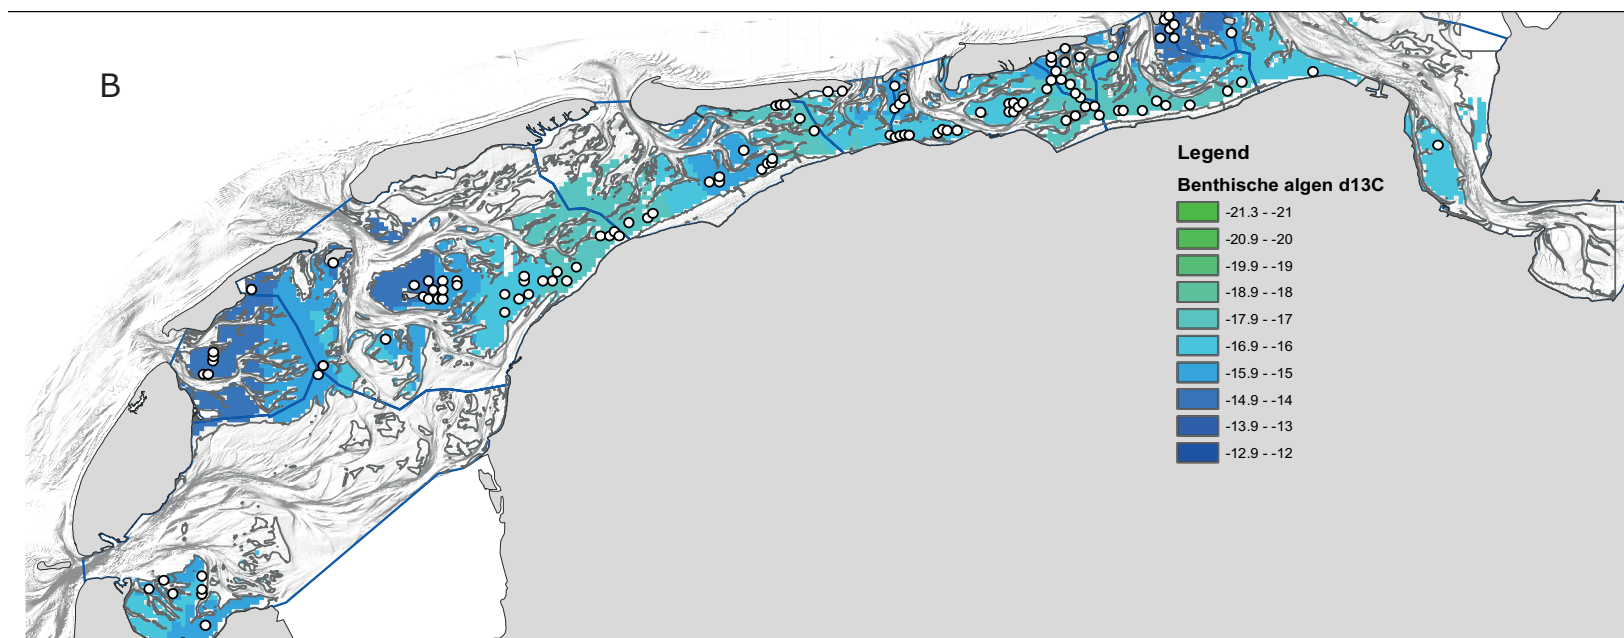 B
Legend
Benthische algen d13C
-21.3 - -21
-20.9 - -20
-19.9 - -19
-18.9 - -18
-17.9 - -17
-16.9 - -16
-15.9 - -15
-14.9 - -14
-13.9 - -13
-12.9 - -12